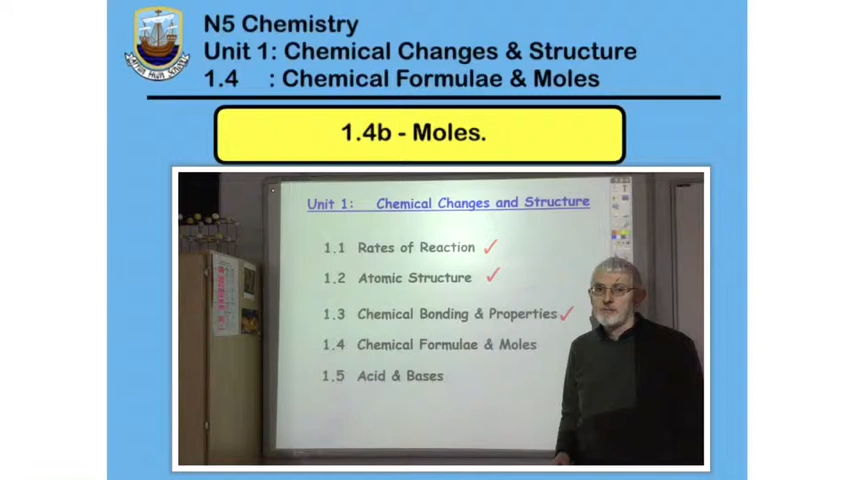 N5 Chemistry
Unit 1: Chemical Changes & Structure
1.4 : Chemical Formulae & Moles
1.4b - Moles.
Unit 1: Chemical Changes and Structure
1.1 Rates of Reaction ✓
1.2 Atomic Structure ✓
1.3 Chemical Bonding & Properties ✓
1.4 Chemical Formulae & Moles
1.5 Acid & Bases